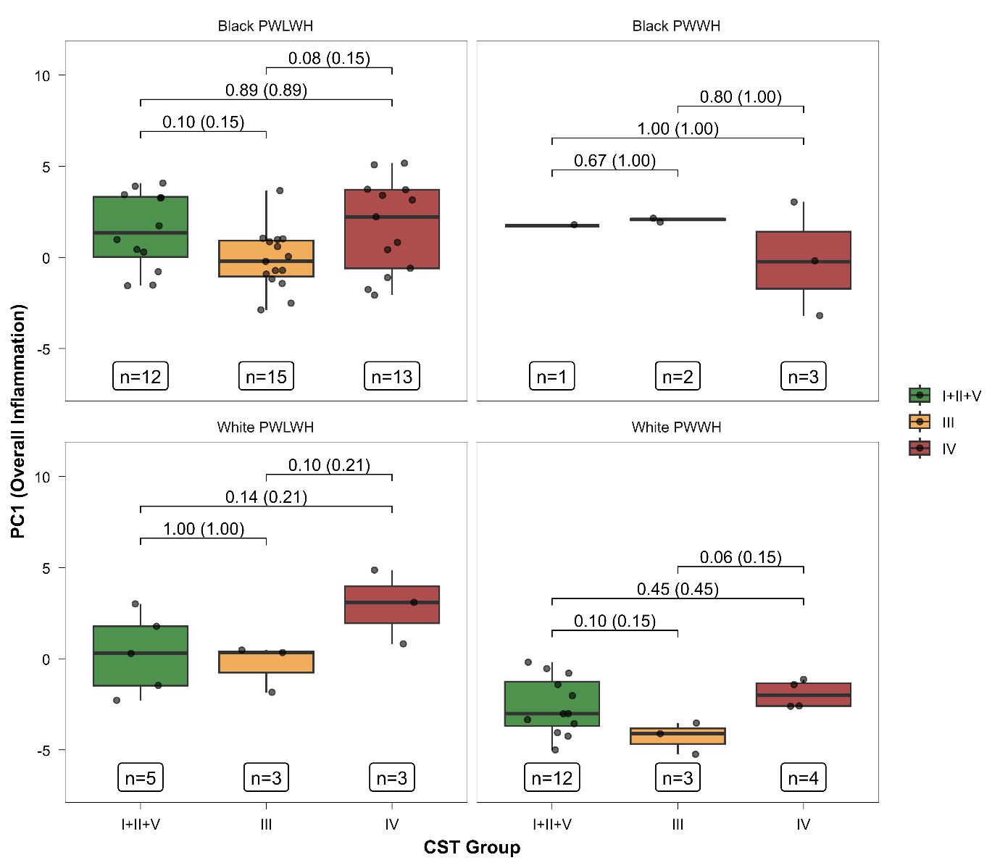 Black PWLWH
Black PWWH
0.08 (0.15)
0.89 (0.89)
0.10 (0.15)
0.80 (1.00)
1.00 (1.00)
0.67 (1.00)
10
5
0
-5
n=12
n=15
n=13
n=1
n=2
n=3
White PWLWH
White PWWH
0.10 (0.21)
0.14 (0.21)
1.00 (1.00)
0.06 (0.15)
0.45 (0.45)
0.10 (0.15)
10
5
0
-5
n=5
n=3
n=3
n=12
n=3
n=4
I+II+V
III
IV
I+II+V
III
IV
CST Group
PC1 (Overall Inflammation)
I+II+V
III
IV